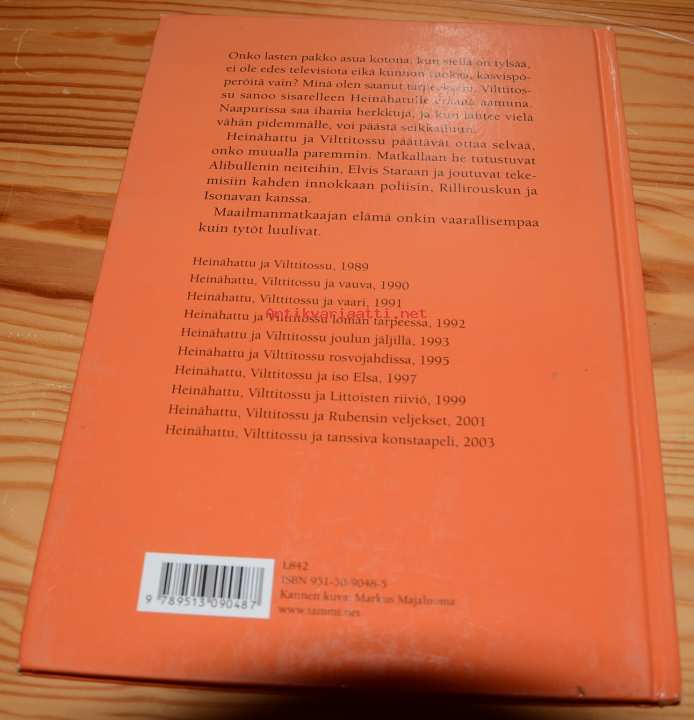 Onko lasten pakko asua kotona, kun siellä on tylsää,
ei ole edes televisiota eikä kunnon ruokaa, kasvispö-
peröitä vain? Minä olen saanut tarpeekseni, Viltitos-
su sanoo sisarelleen Heinähatulle eräänä aamuna.
Naapurissa saa ihania herkkuja, ja kun lähtee vielä
vähän pidemmälle, voi päästä seikkailuun.
Heinähattu ja Vilttitossu päättävät ottaa selvää,
onko muualla paremmin. Matkallaan he tutustuvat
Alibullenin neiteihin, Elvis Staraan ja joutuvat teke-
misiin kahden innokkaan poliisin, Rillirouskun ja
Isonavan kanssa.
Maailmanmatkaajan elämä onkin vaarallisempaa
kuin tytöt luulivat.
Heinähattu ja Vilttitossu, 1989
Heinähattu, Vilttitossu ja vauva, 1990
Heinähattu, Vilttitossu ja vaari, 1991
Antikvariaatti.net
Heinähattu ja Vilttitossu loman tarpeessa, 1992
Heinähattu ja Vilttitossu joulun jäljillä, 1993
Heinähattu ja Vilttitossu rosvojahdissa, 1995
Heinähattu, Vilttitossu ja iso Elsa, 1997
Heinähattu, Vilttitossu ja Littoisten riiviö, 1999
Heinähattu, Vilttitossu ja Rubensin veljekset, 2001
Heinähattu, Vilttitossu ja tanssiva konstaapeli, 2003
L842
ISBN 951-30-9048-5
Kannen kuva: Markus Majaluoma
www.tammi.net
9 789513 090487